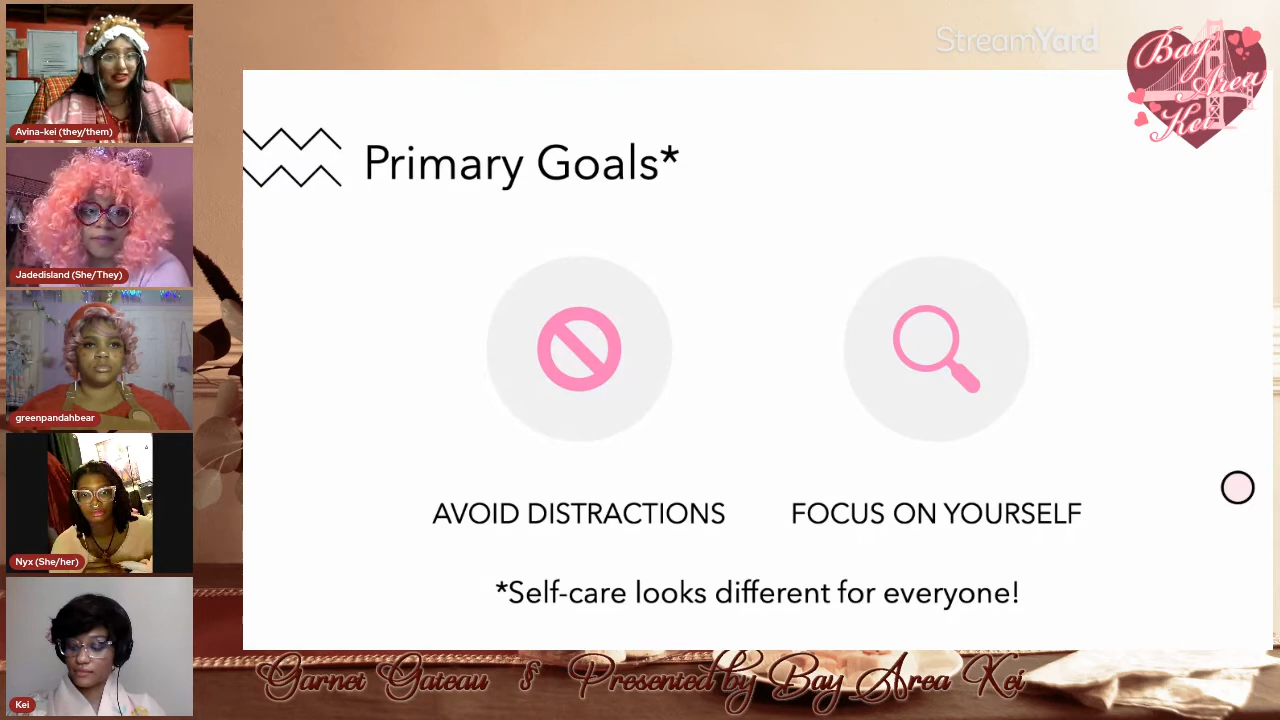 Avina-kei (they/them)
Jadedisland (She/They)
greenpandahbear
Nyx (She/her)
Kei
StreamYard
Bay
Area
Kei
Primary Goals*
AVOID DISTRACTIONS
FOCUS ON YOURSELF
*Self-care looks different for everyone!
Garnet Gateau § Presented by Bay Area Kei